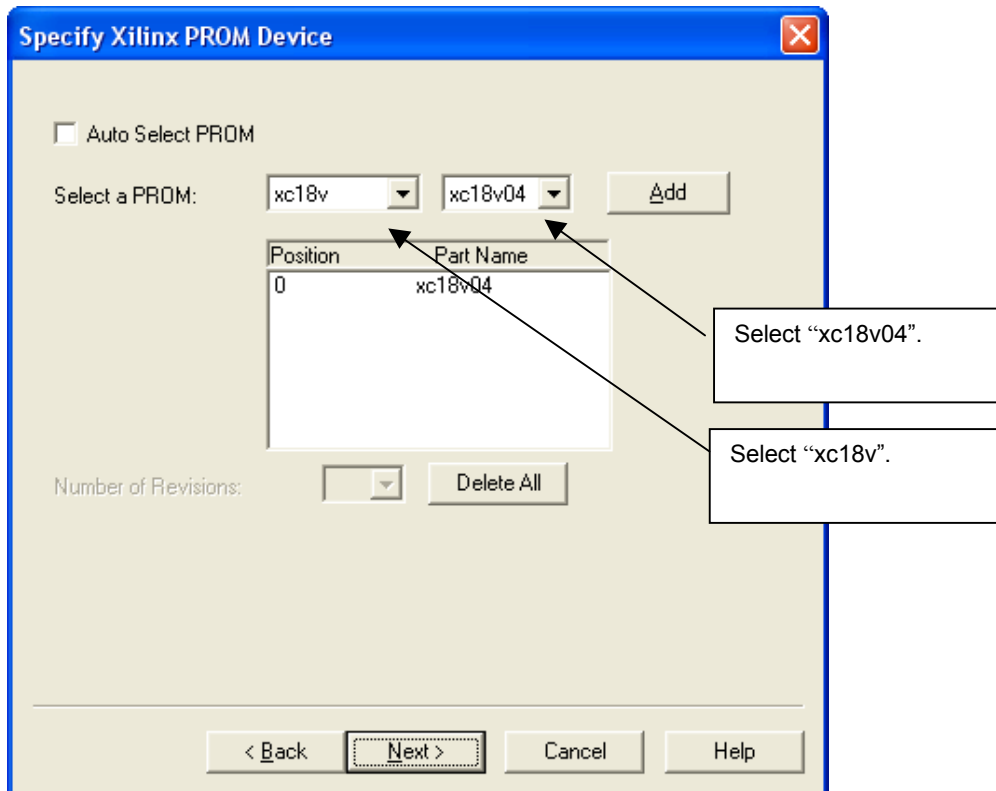 Specify Xilinx PROM Device
Auto Select PROM
Select a PROM: xc18v xc18v04 Add
Position Part Name
0 xc18v04
Select “xc18v04”.
Select “xc18v”.
Number of Revisions: Delete All
< Back Next > Cancel Help